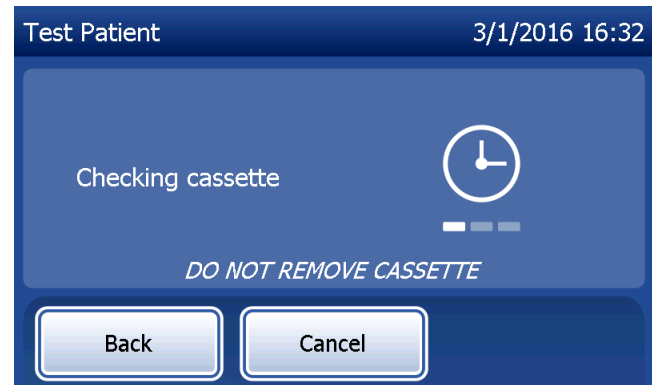 Test Patient 3/1/2016 16:32
Checking cassette
DO NOT REMOVE CASSETTE
Back Cancel